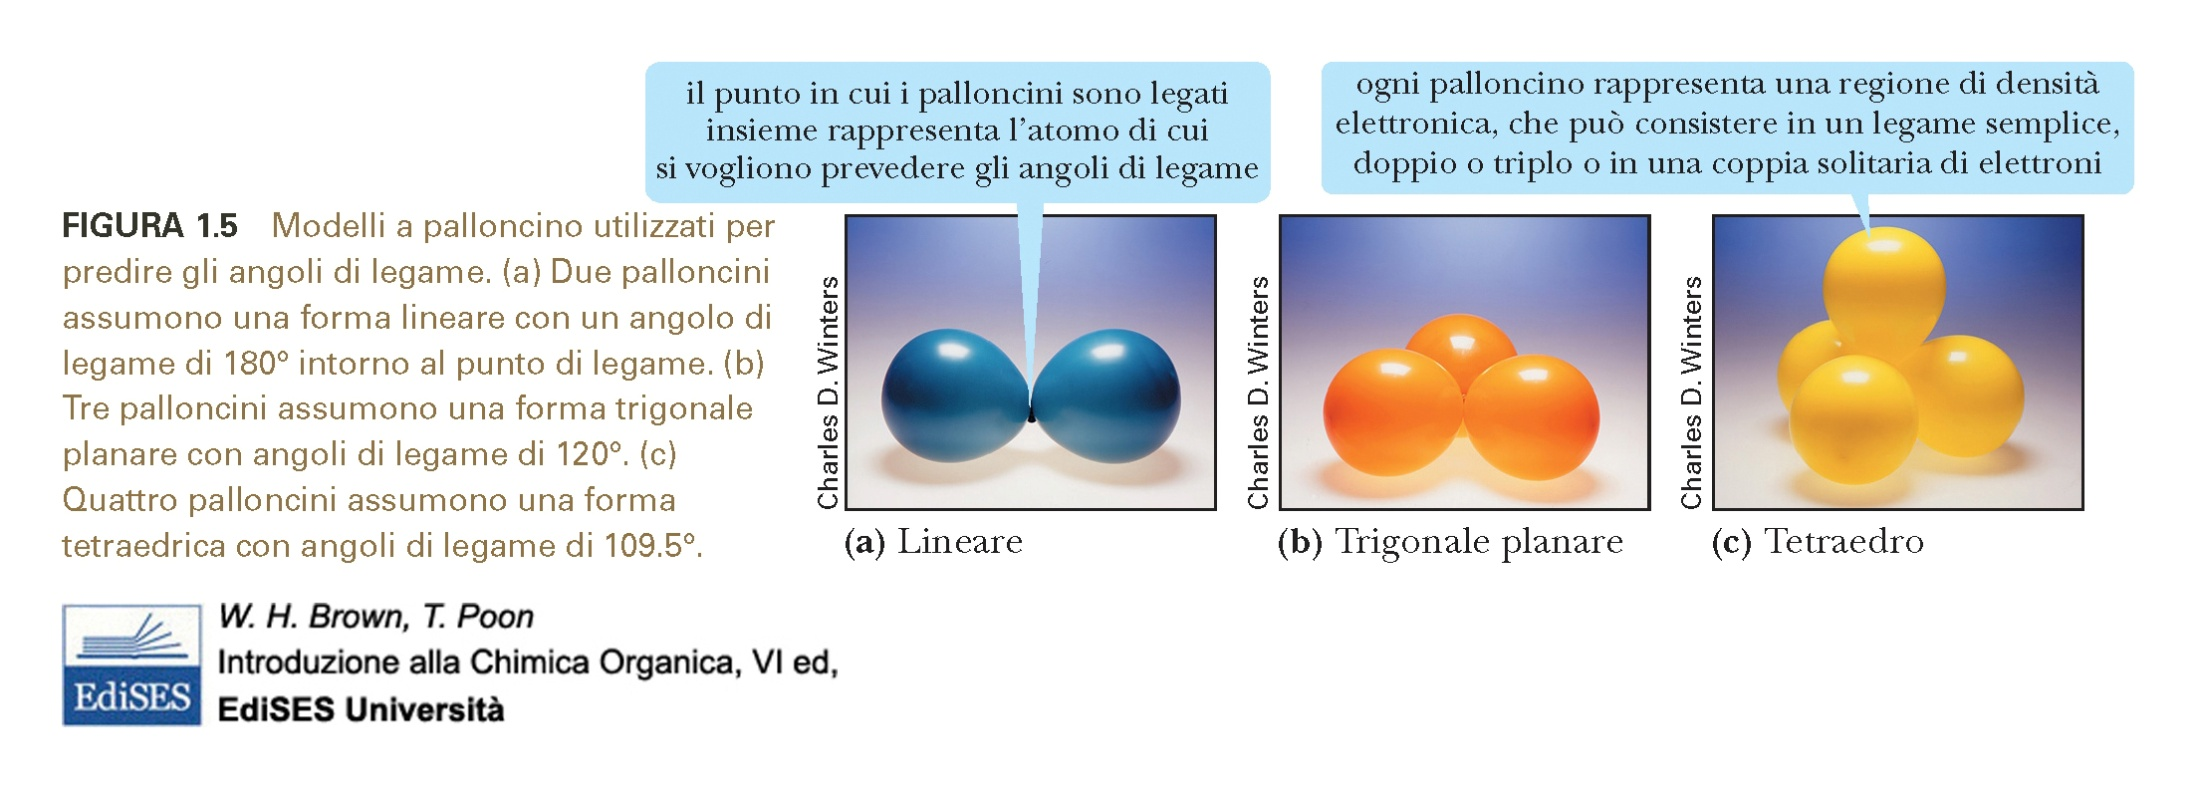 il punto in cui i palloncini sono legati
insieme rappresenta l'atomo di cui
si vogliono prevedere gli angoli di legame
ogni palloncino rappresenta una regione di densità
elettronica, che può consistere in un legame semplice,
doppio o triplo o in una coppia solitaria di elettroni
FIGURA 1.5 Modelli a palloncino utilizzati per
predire gli angoli di legame. (a) Due palloncini
assumono una forma lineare con un angolo di
legame di 180° intorno al punto di legame. (b)
Tre palloncini assumono una forma trigonale
planare con angoli di legame di 120°. (c)
Quattro palloncini assumono una forma
tetraedrica con angoli di legame di 109.5°.
Charles D. Winters
Charles D. Winters
Charles D. Winters
(a) Lineare
(b) Trigonale planare
(c) Tetraedro
EdiSES
W. H. Brown, T. Poon
Introduzione alla Chimica Organica, VI ed,
EdiSES Università